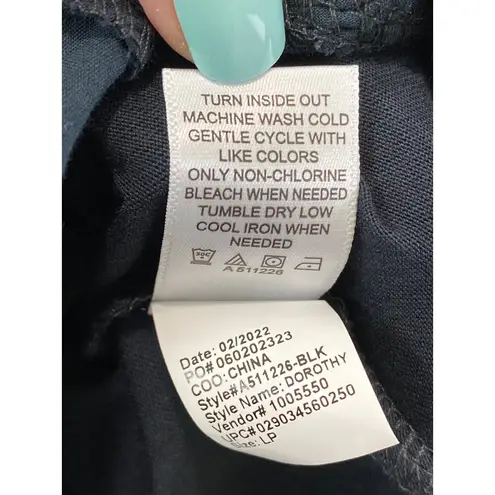 TURN INSIDE OUT
MACHINE WASH COLD
GENTLE CYCLE WITH
LIKE COLORS
ONLY NON-CHLORINE
BLEACH WHEN NEEDED
TUMBLE DRY LOW
COOL IRON WHEN
NEEDED
A511226
Date: 02/2022
PO# 060202323
COO: CHINA
Style#A511226-BLK
Style Name: DOROTHY
Vendor# 1005550
UPC#029034560250
Size: LP